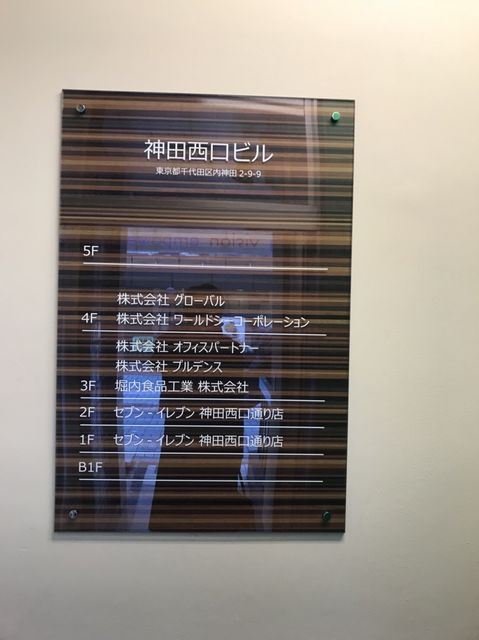 神田西口ビル
東京都千代田区内神田 2-9-9
5F
株式会社 グローバル
4F 株式会社 ワールドシーコーポレーション
株式会社 オフィスパートナー
株式会社 プルデンス
3F 堀内食品工業 株式会社
2F セブン‐イレブン 神田西口通り店
1F セブン‐イレブン 神田西口通り店
B1F